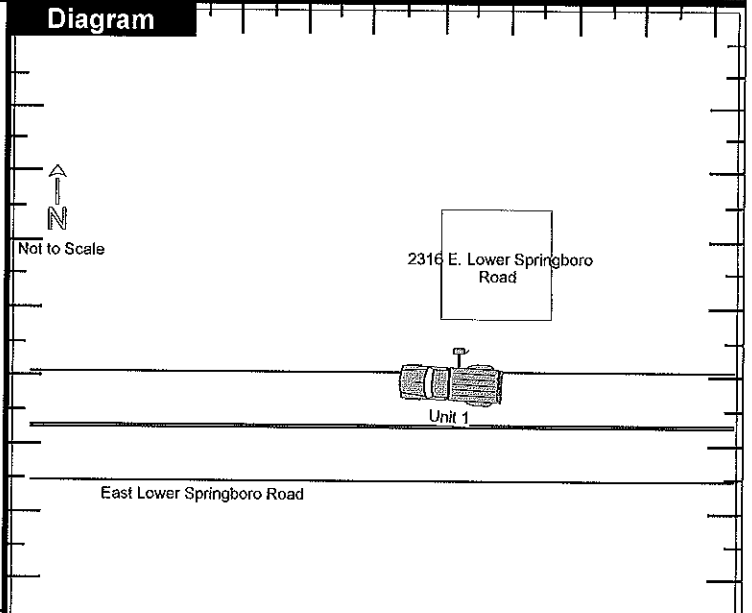 Diagram
N
Not to Scale
2316 E. Lower Springboro
Road
Unit 1
East Lower Springboro Road